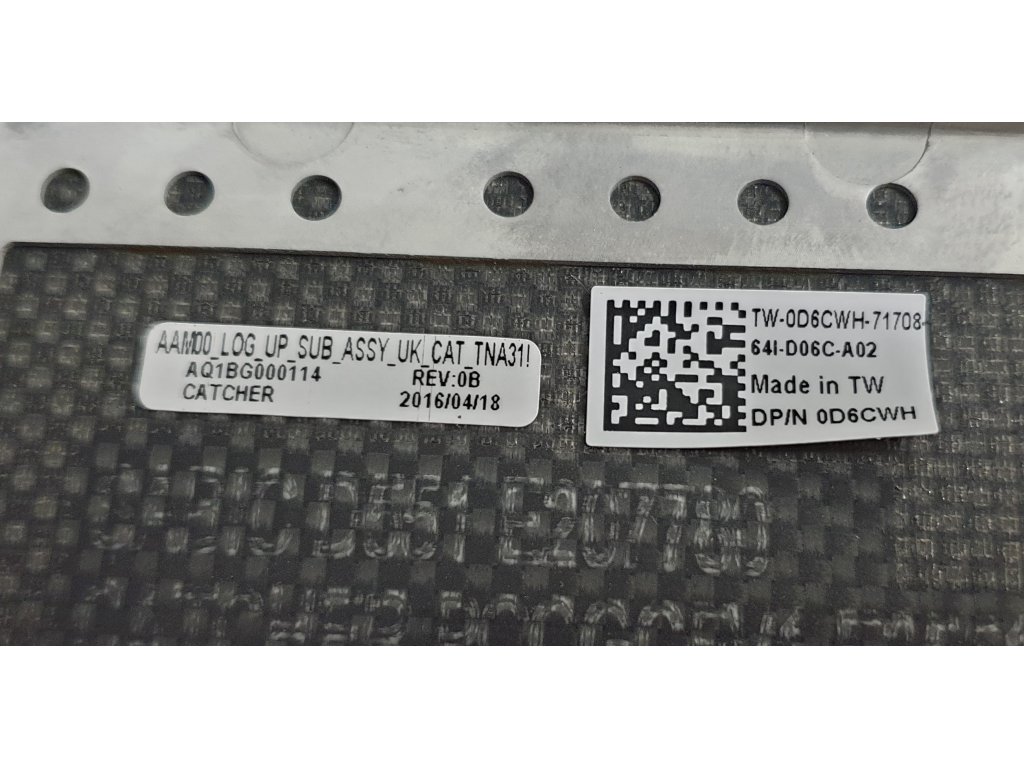 AAM00_LOG_UP_SUB_ASSY_UK_CAT_TNA31!
AQ1BG000114 REV:0B
CATCHER 2016/04/18
TW-0D6CWH-71708-
64I-D06C-A02
Made in TW
DP/N 0D6CWH